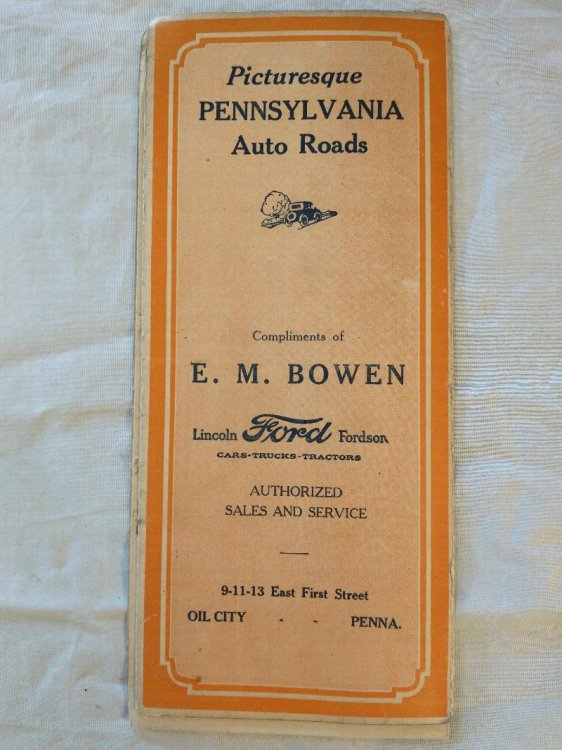 Picturesque
PENNSYLVANIA
Auto Roads
Compliments of
E. M. BOWEN
Lincoln Ford Fordson
CARS-TRUCKS-TRACTORS
AUTHORIZED
SALES AND SERVICE
9-11-13 East First Street
OIL CITY - - PENNA.